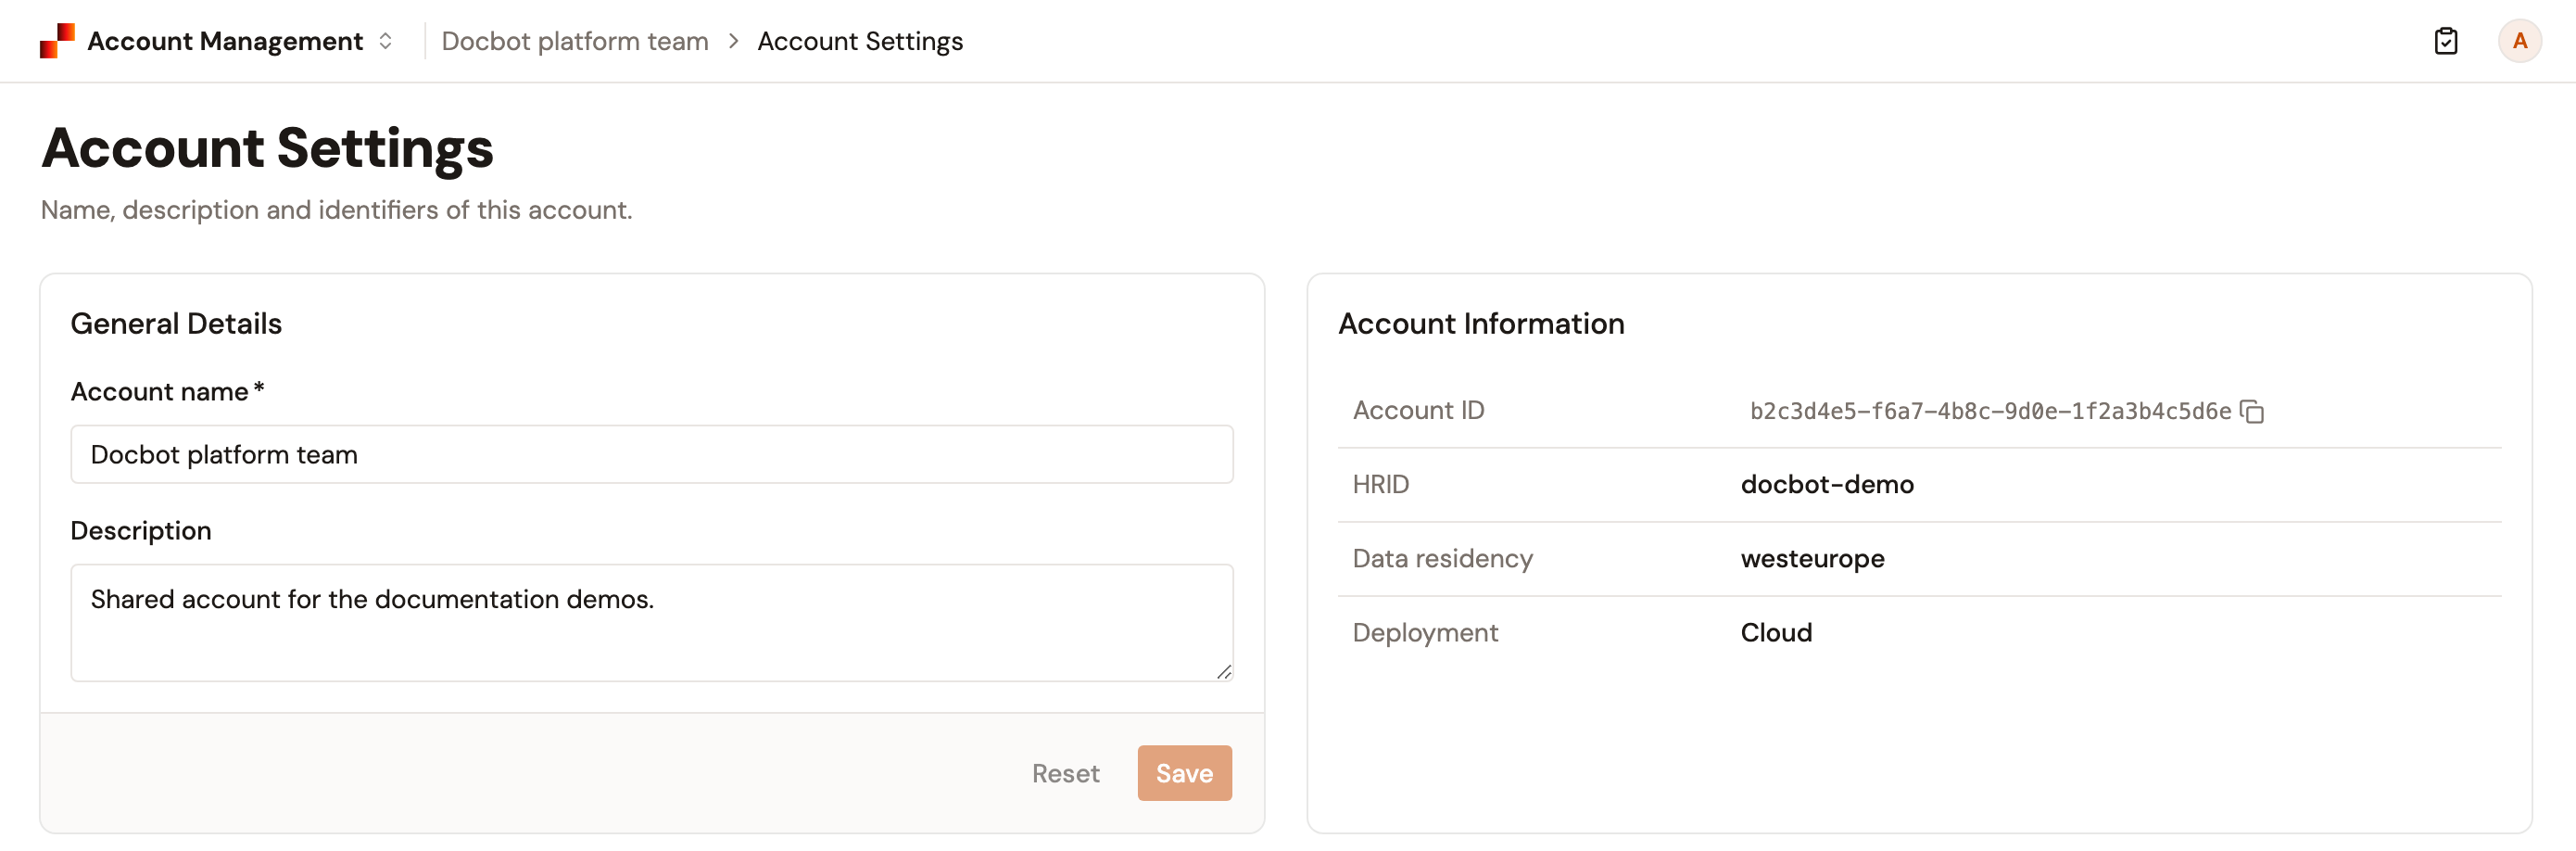 Account Management Docbot platform team > Account Settings A
Account Settings
Name, description and identifiers of this account.
General Details
Account name*
Docbot platform team
Description
Shared account for the documentation demos.
Reset Save
Account Information
Account ID b2c3d4e5-f6a7-4b8c-9d0e-1f2a3b4c5d6e
HRID docbot-demo
Data residency westeurope
Deployment Cloud